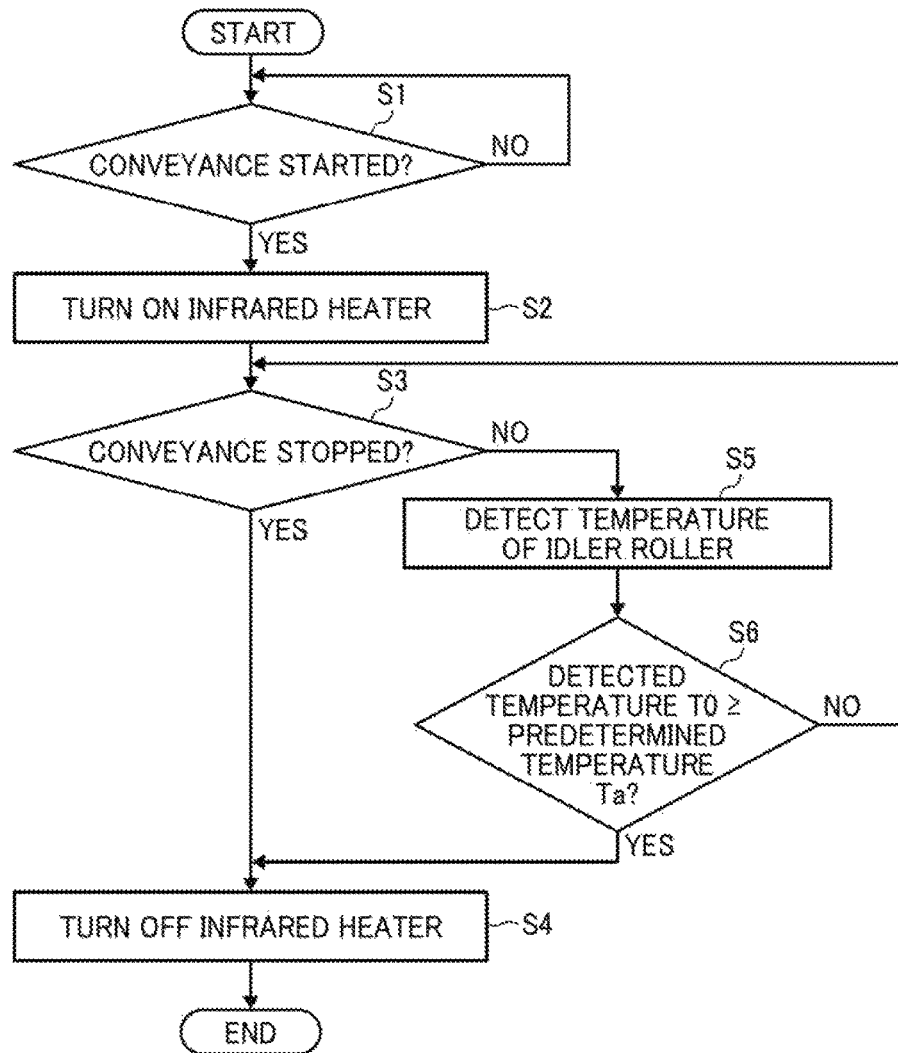 START
S1
CONVEYANCE STARTED?
NO
YES
TURN ON INFRARED HEATER
S2
S3
CONVEYANCE STOPPED?
NO
YES
S5
DETECT TEMPERATURE
OF IDLER ROLLER
S6
DETECTED
TEMPERATURE T0 ≥
PREDETERMINED
TEMPERATURE
Ta?
NO
YES
TURN OFF INFRARED HEATER
S4
END